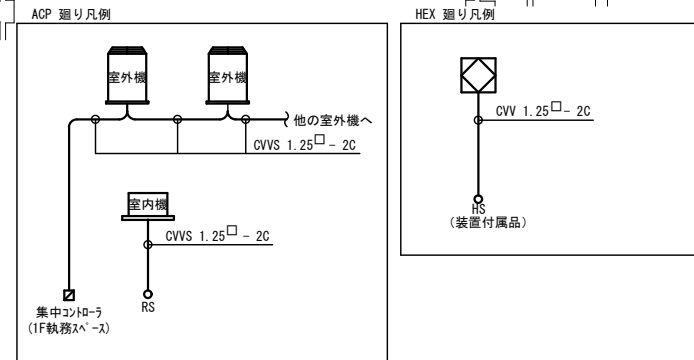 ACP 廻り凡例
室外機
室外機
他の室外機へ
CVVS 1.25□ - 2C
室内機
CVVS 1.25□ - 2C
集中ｺﾝﾄﾛｰﾗ
(1F執務ｽﾍﾟｰｽ)
RS
HEX 廻り凡例
CVV 1.25□- 2C
HS
(装置付属品)